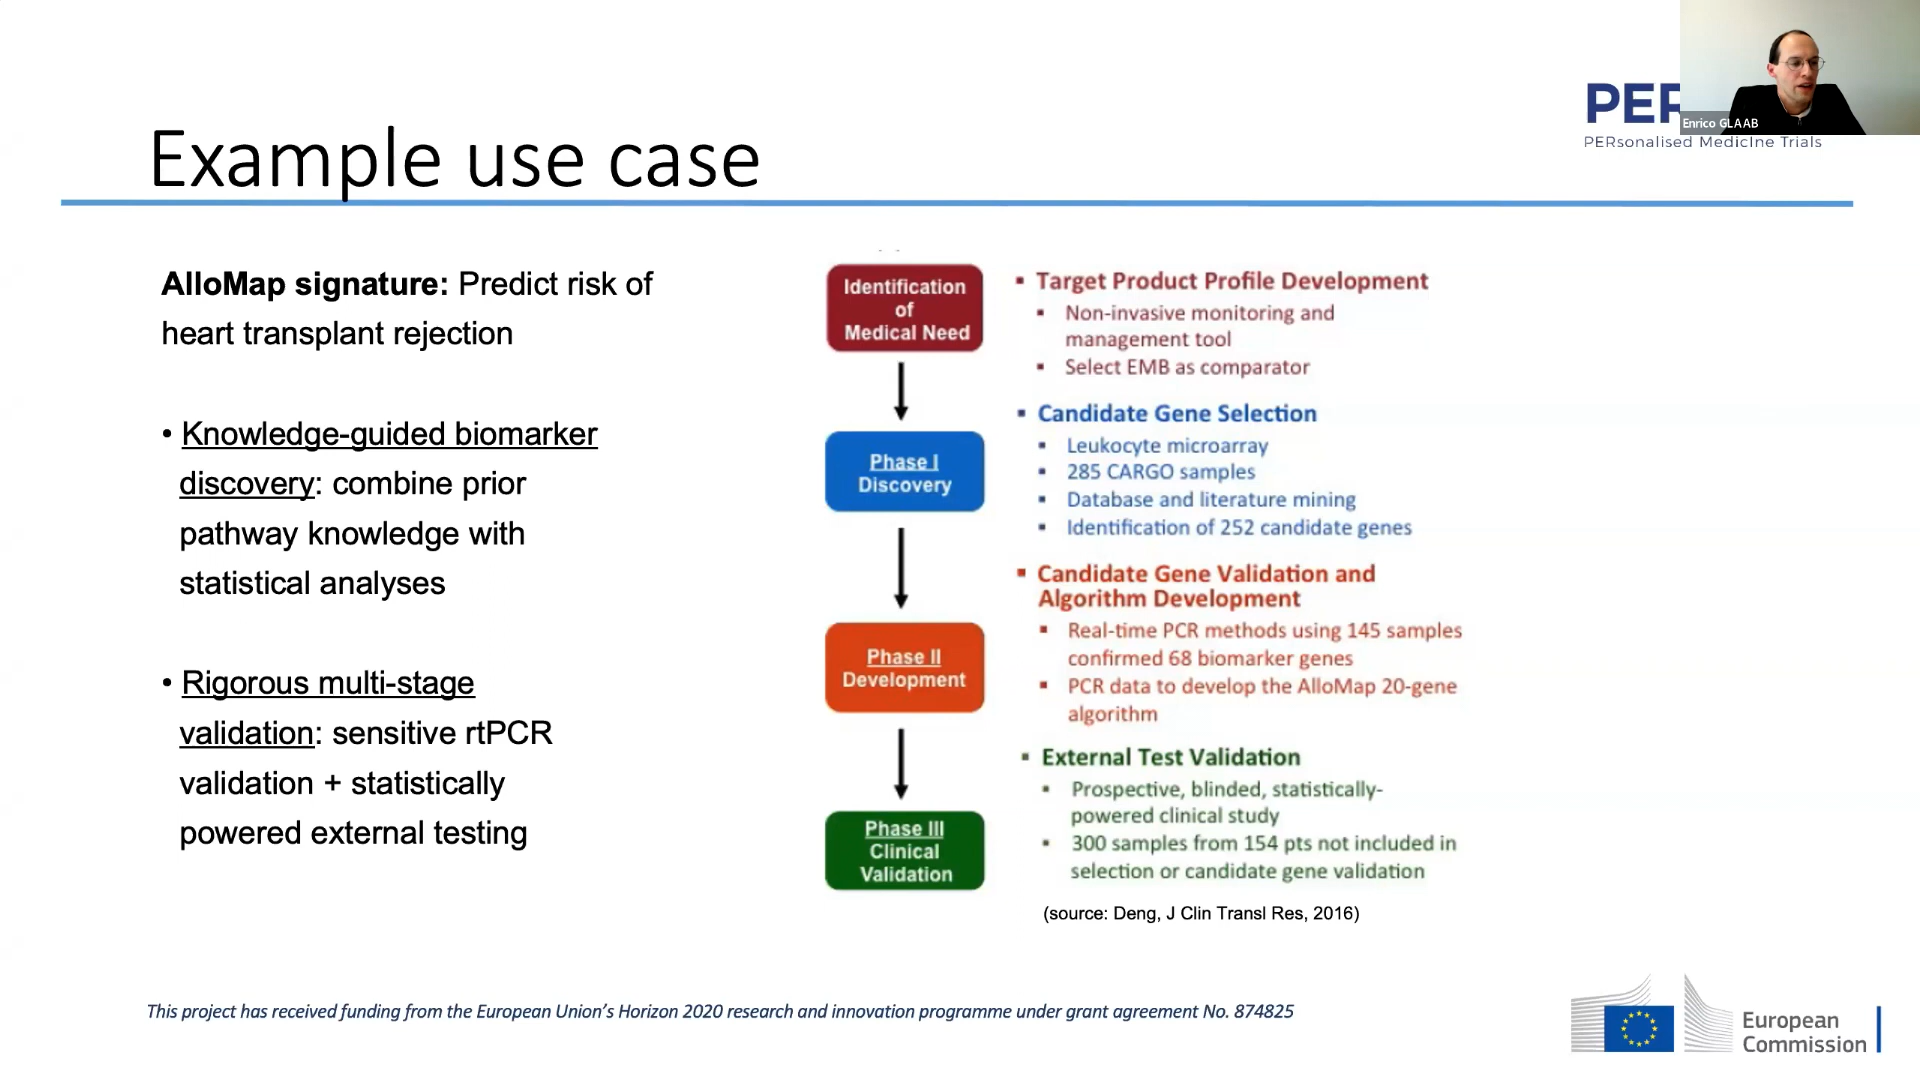 PER
Enrico GLAAB
PERsonalised MedicIne Trials
Example use case
AlloMap signature: Predict risk of
heart transplant rejection
• Knowledge-guided biomarker
discovery: combine prior
pathway knowledge with
statistical analyses
• Rigorous multi-stage
validation: sensitive rtPCR
validation + statistically
powered external testing
Identification
of
Medical Need
▪ Target Product Profile Development
▪ Non-invasive monitoring and
management tool
▪ Select EMB as comparator
Phase I
Discovery
▪ Candidate Gene Selection
▪ Leukocyte microarray
▪ 285 CARGO samples
▪ Database and literature mining
▪ Identification of 252 candidate genes
Phase II
Development
▪ Candidate Gene Validation and
Algorithm Development
▪ Real-time PCR methods using 145 samples
confirmed 68 biomarker genes
▪ PCR data to develop the AlloMap 20-gene
algorithm
Phase III
Clinical
Validation
▪ External Test Validation
▪ Prospective, blinded, statistically-
powered clinical study
▪ 300 samples from 154 pts not included in
selection or candidate gene validation
(source: Deng, J Clin Transl Res, 2016)
This project has received funding from the European Union’s Horizon 2020 research and innovation programme under grant agreement No. 874825
European
Commission